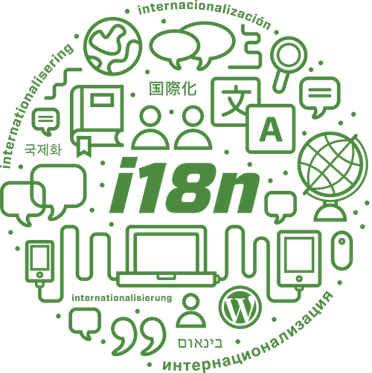 internacionalización
internationalisering
国際化
文
A
국제화
i18n
internationalisierung
בינאום
интернационализация